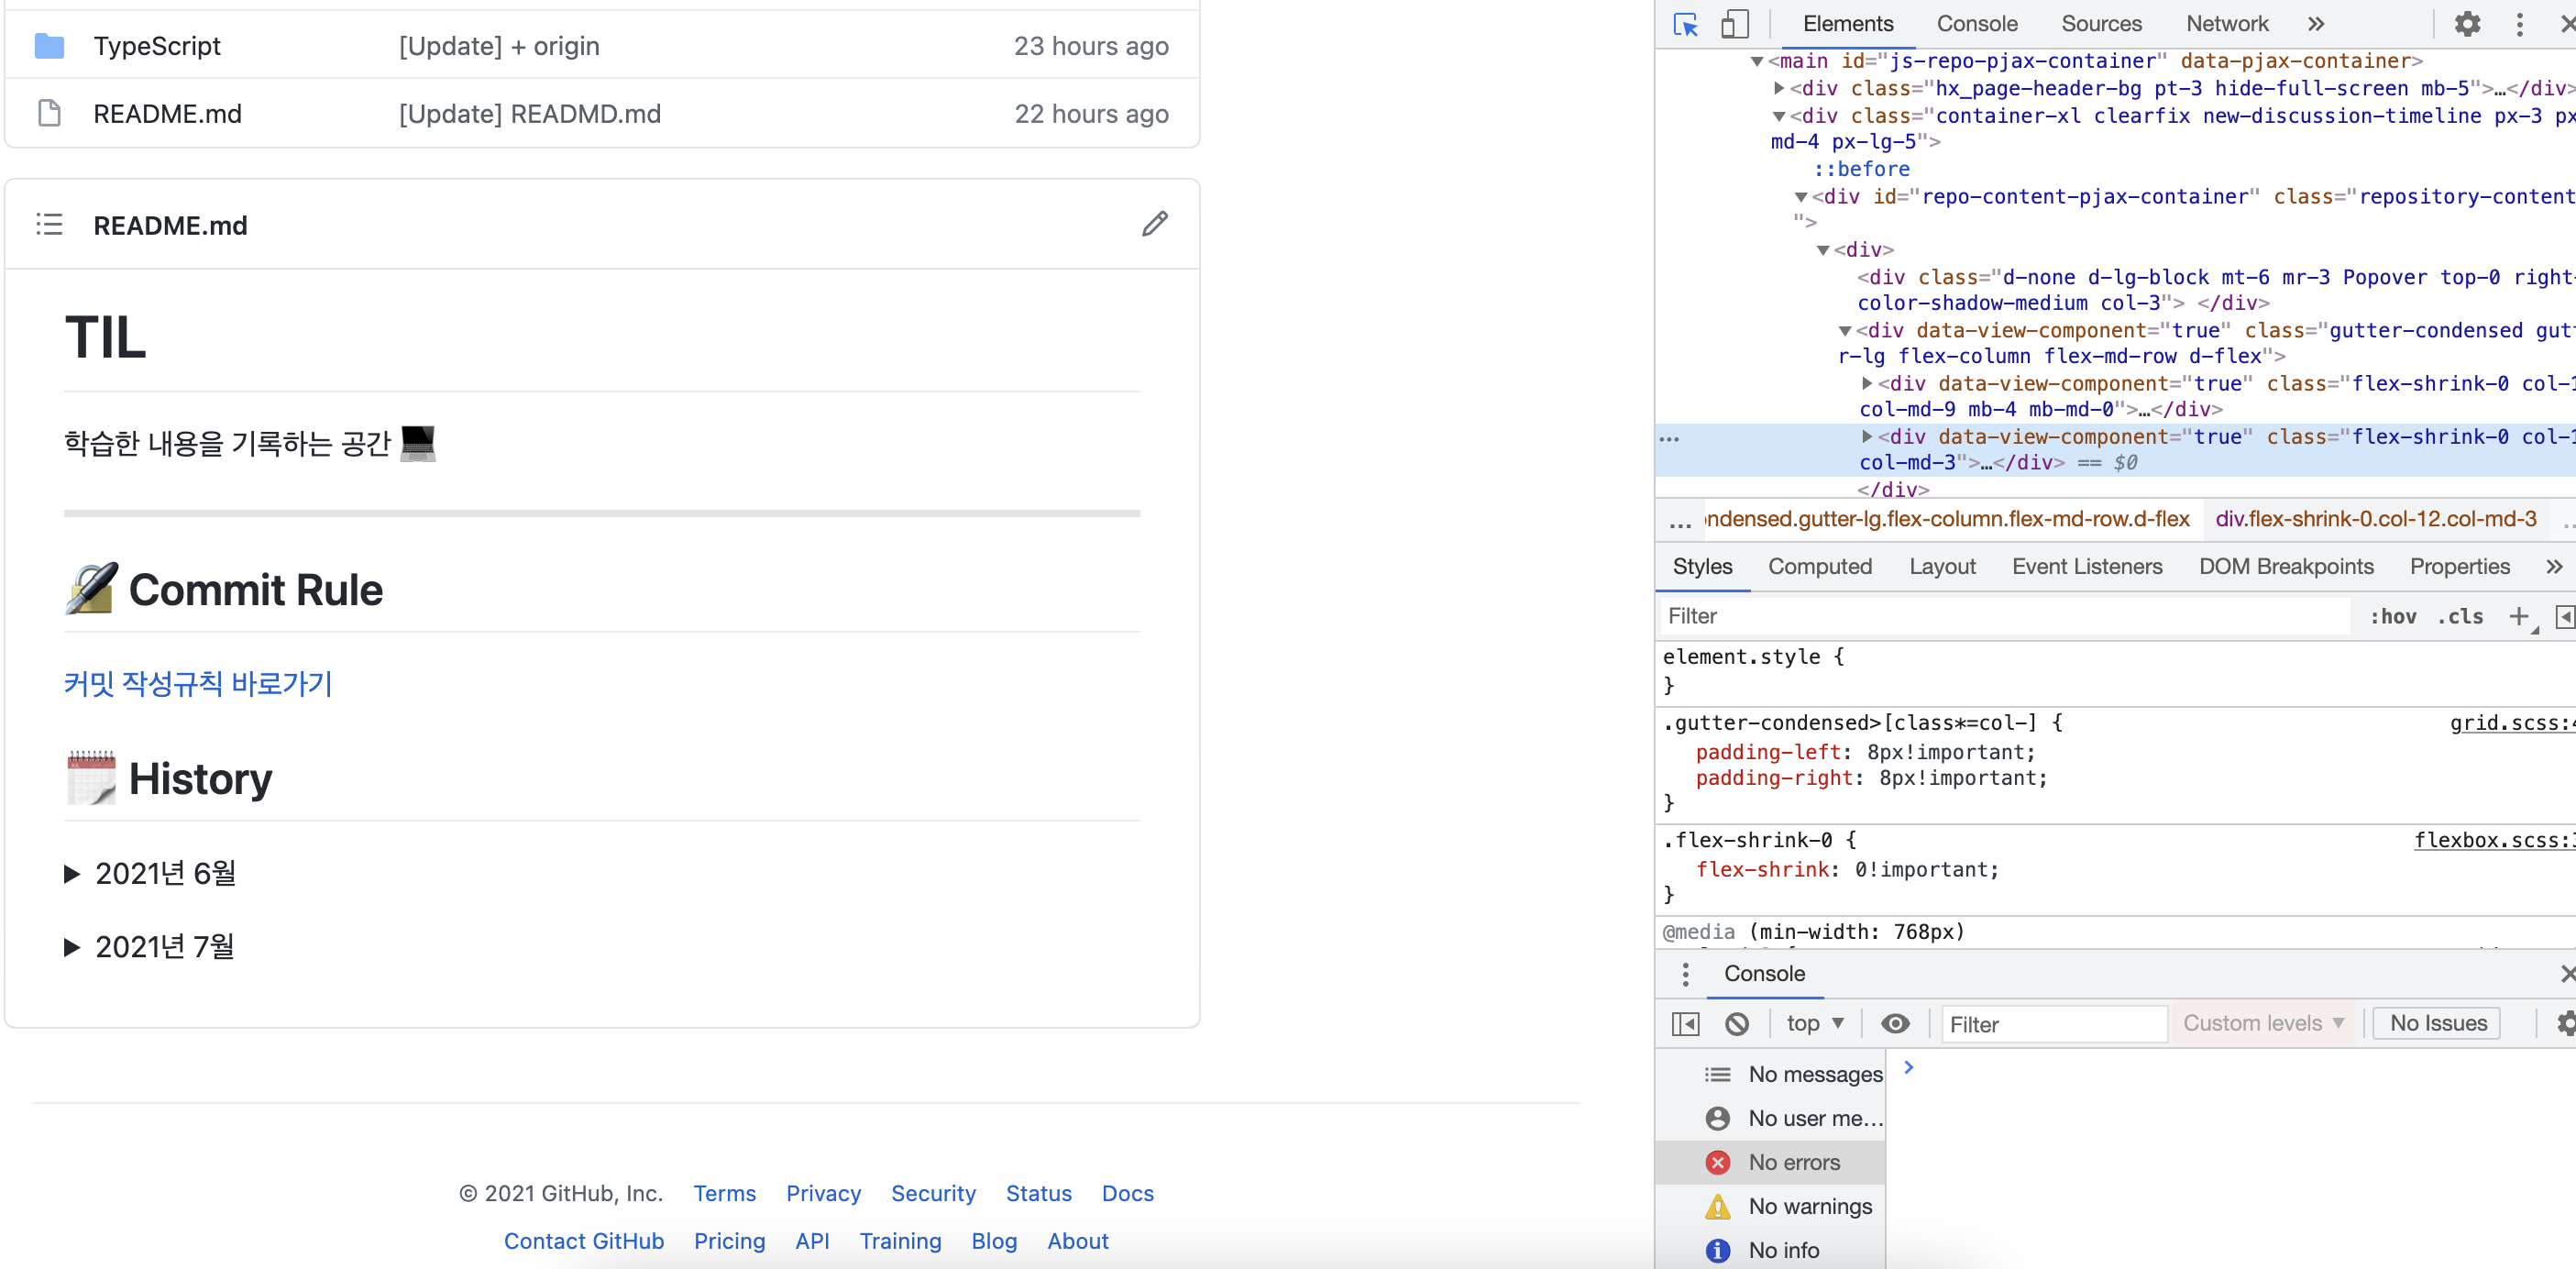 TypeScript [Update] + origin 23 hours ago
README.md [Update] READMD.md 22 hours ago
README.md
TIL
학습한 내용을 기록하는 공간
Commit Rule
커밋 작성규칙 바로가기
History
▶ 2021년 6월
▶ 2021년 7월
© 2021 GitHub, Inc. Terms Privacy Security Status Docs
Contact GitHub Pricing API Training Blog About
Elements Console Sources Network »
▼<main id="js-repo-pjax-container" data-pjax-container>
▶<div class="hx_page-header-bg pt-3 hide-full-screen mb-5">…</div>
▼<div class="container-xl clearfix new-discussion-timeline px-3 px
md-4 px-lg-5">
::before
▼<div id="repo-content-pjax-container" class="repository-content
">
▼<div>
<div class="d-none d-lg-block mt-6 mr-3 Popover top-0 right-
color-shadow-medium col-3"> </div>
▼<div data-view-component="true" class="gutter-condensed gut
r-lg flex-column flex-md-row d-flex">
▶<div data-view-component="true" class="flex-shrink-0 col-1
col-md-9 mb-4 mb-md-0">…</div>
… ▶<div data-view-component="true" class="flex-shrink-0 col-1
col-md-3">…</div> == $0
</div>
… ndensed.gutter-lg.flex-column.flex-md-row.d-flex div.flex-shrink-0.col-12.col-md-3 …
Styles Computed Layout Event Listeners DOM Breakpoints Properties »
Filter :hov .cls +
element.style {
}
.gutter-condensed>[class*=col-] { grid.scss:4
padding-left: 8px!important;
padding-right: 8px!important;
}
.flex-shrink-0 { flexbox.scss:3
flex-shrink: 0!important;
}
@media (min-width: 768px)
Console
top ▼ Filter Custom levels ▼ No Issues
No messages
No user me…
No errors
No warnings
No info